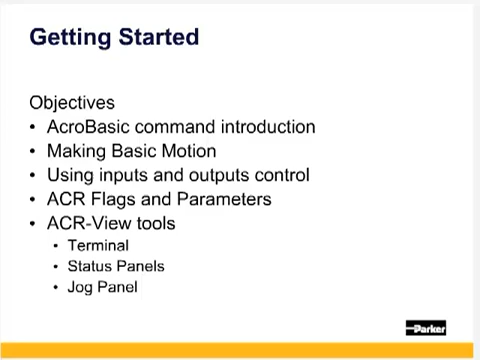 Getting Started
Objectives
• AcroBasic command introduction
• Making Basic Motion
• Using inputs and outputs control
• ACR Flags and Parameters
• ACR-View tools
• Terminal
• Status Panels
• Jog Panel
Parker